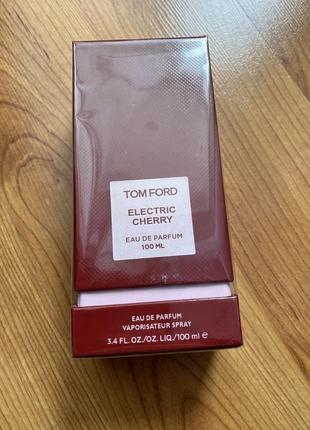 TOM FORD
ELECTRIC
CHERRY
EAU DE PARFUM
100 ML
EAU DE PARFUM
VAPORISATEUR SPRAY
3.4 FL. OZ./OZ. LIQ./100 ml ℮